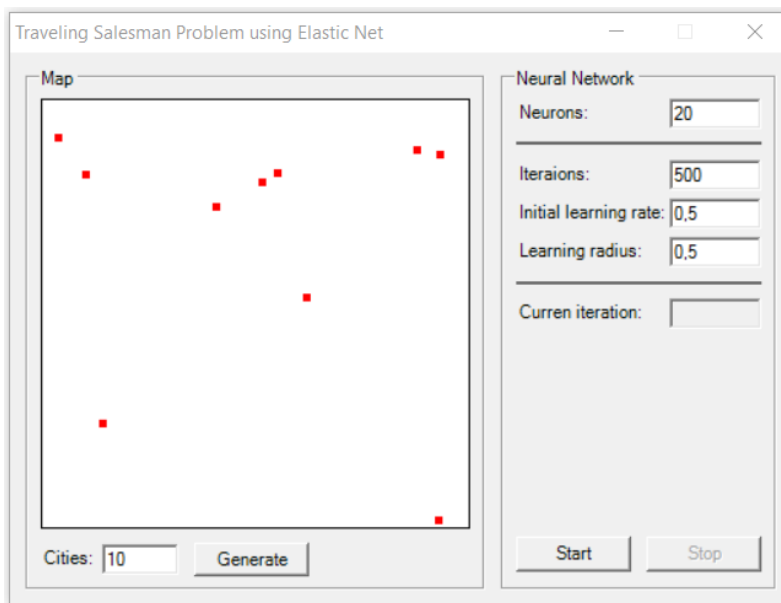 Traveling Salesman Problem using Elastic Net
Map
Cities: 10 Generate
Neural Network
Neurons: 20
Iteraions: 500
Initial learning rate: 0,5
Learning radius: 0,5
Curren iteration:
Start Stop